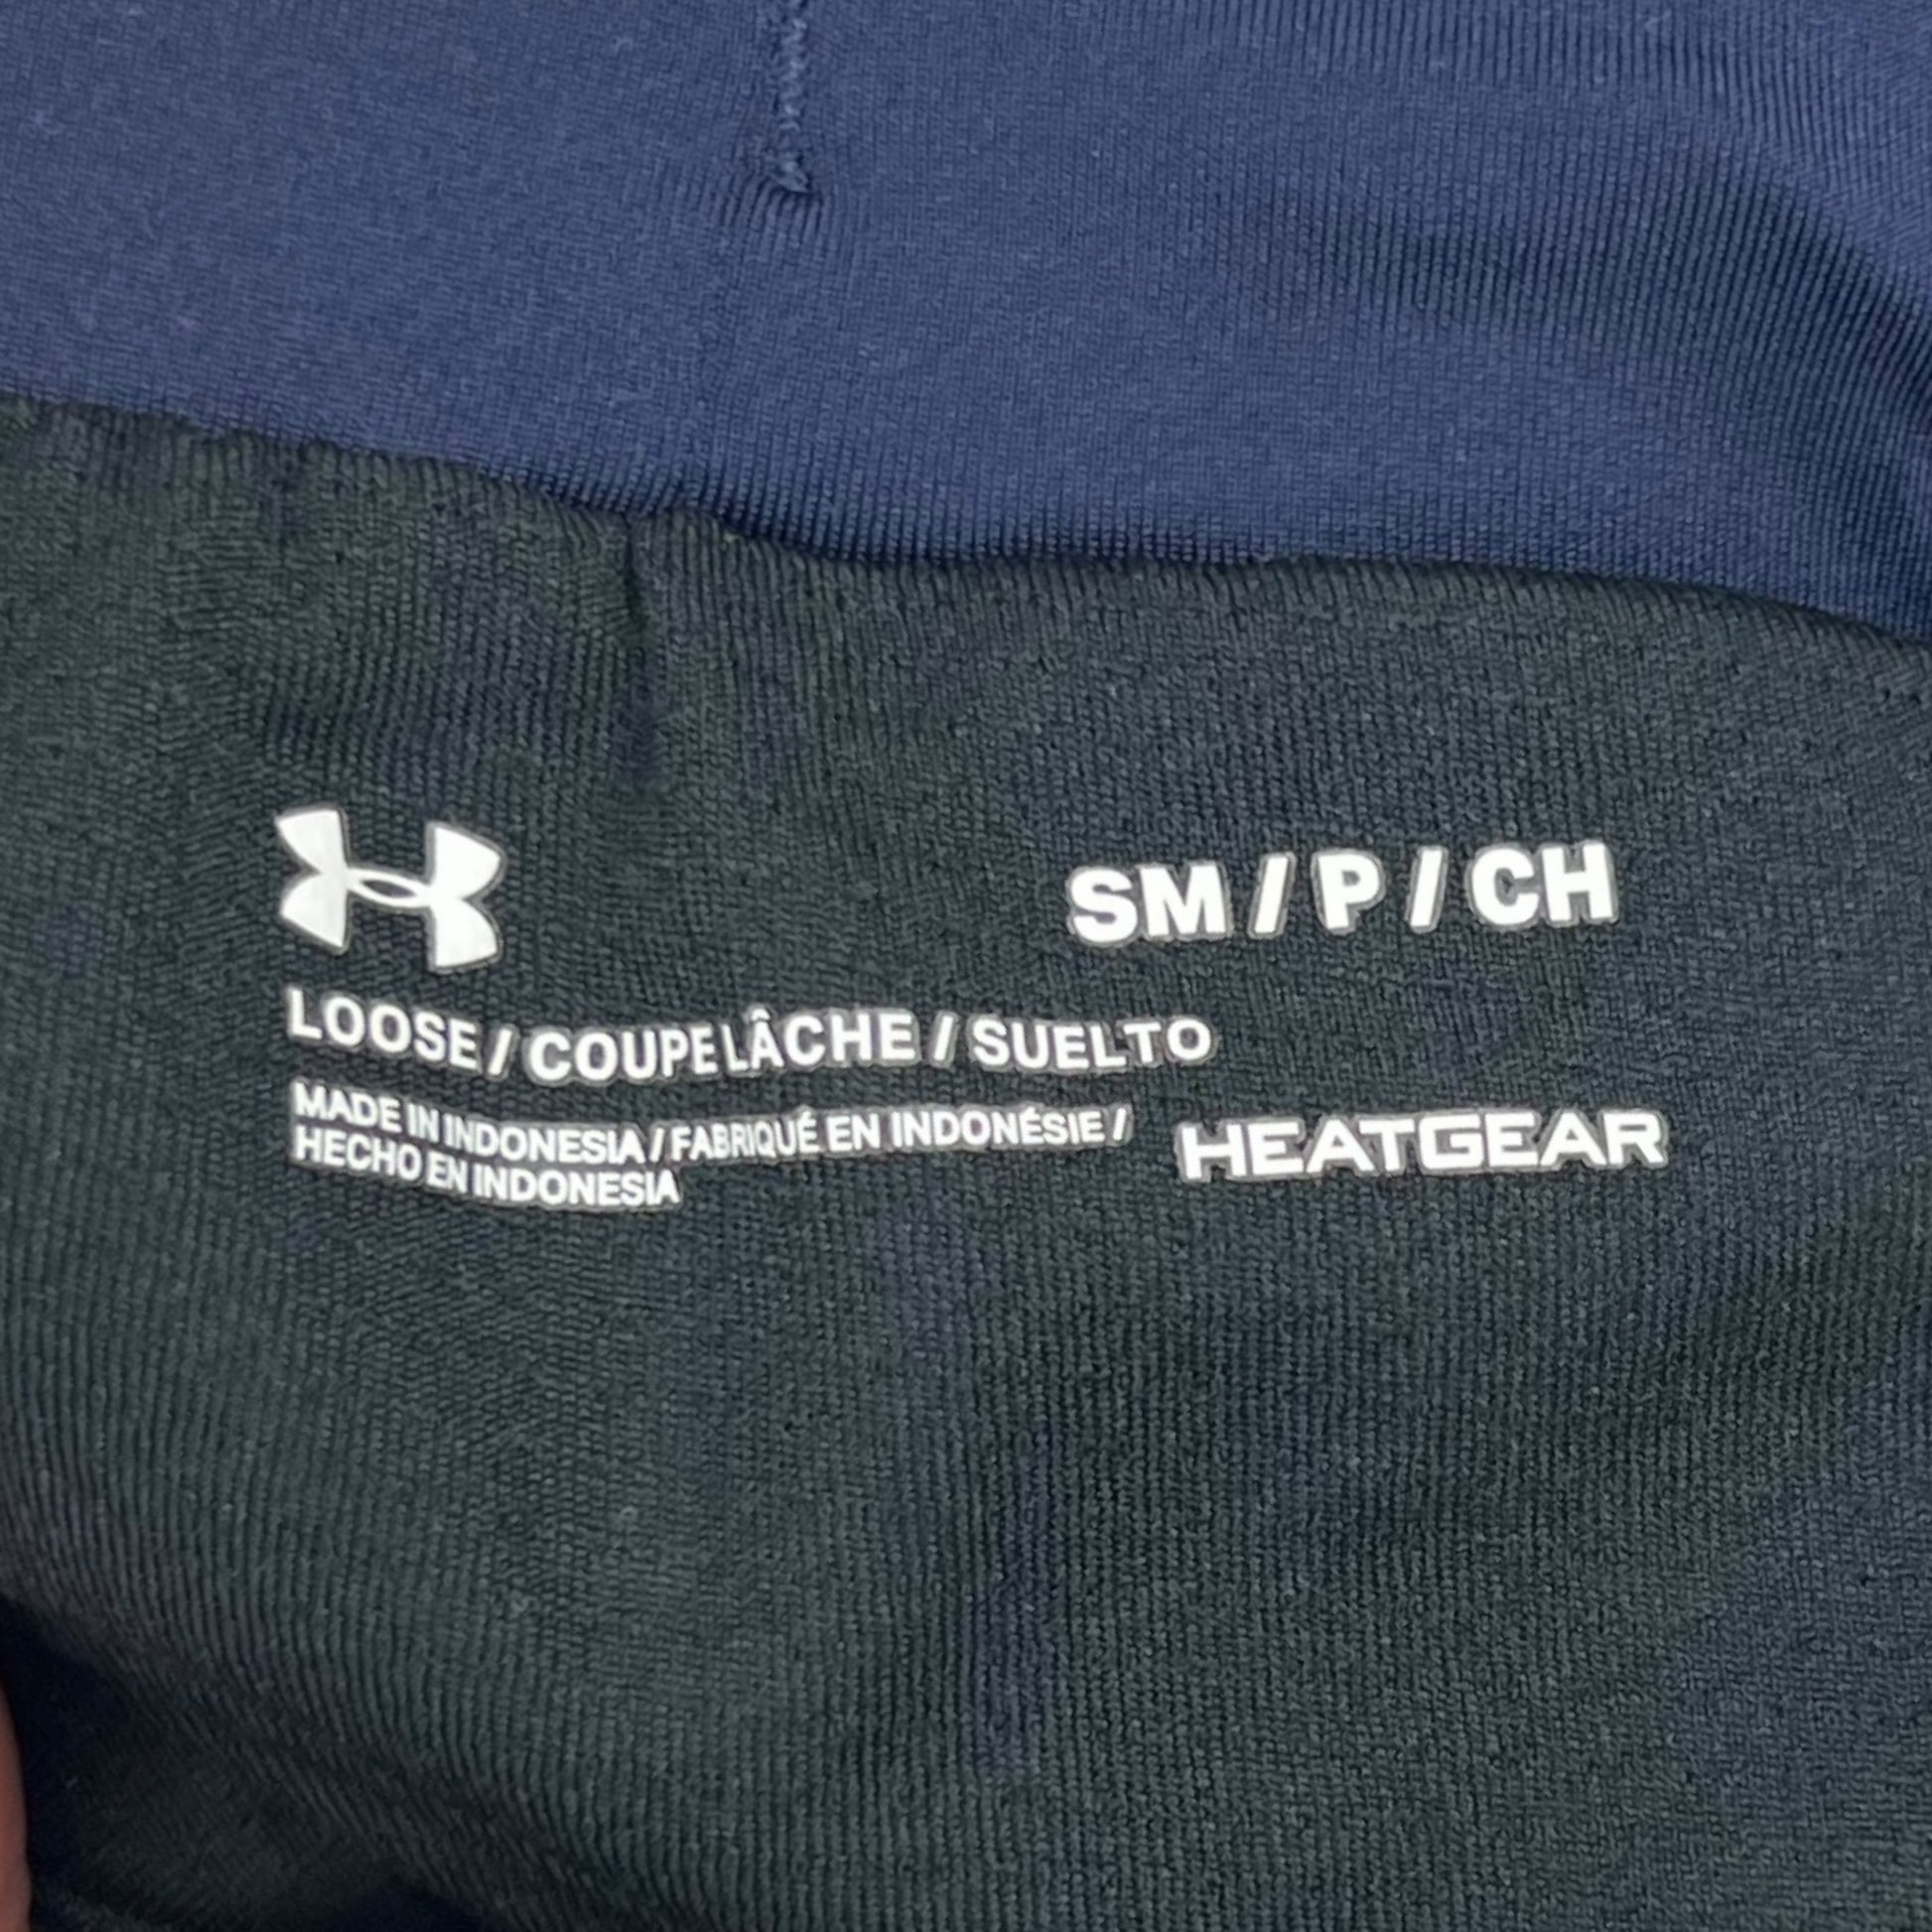 SM / P / CH
LOOSE / COUPE LÂCHE / SUELTO
MADE IN INDONESIA / FABRIQUÉ EN INDONÉSIE /
HECHO EN INDONESIA
HEATGEAR